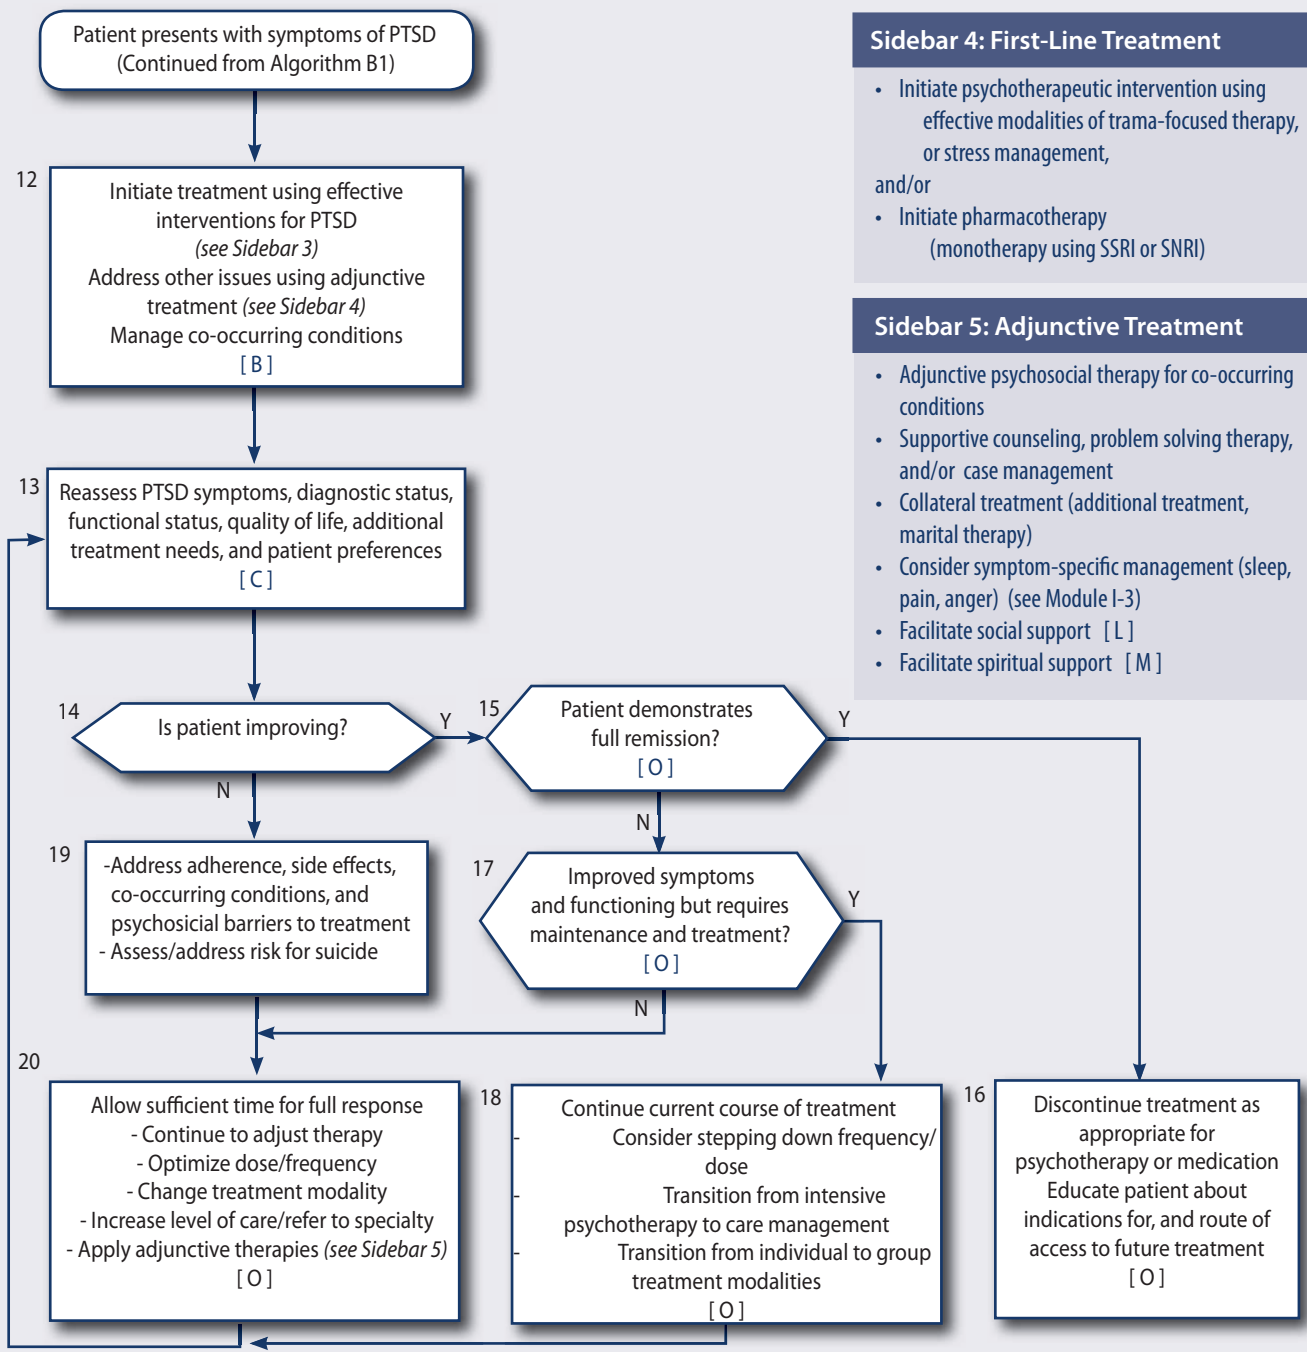 Patient presents with symptoms of PTSD
(Continued from Algorithm B1)
12
Initiate treatment using effective
interventions for PTSD
(see Sidebar 3)
Address other issues using adjunctive
treatment (see Sidebar 4)
Manage co-occurring conditions
[ B ]
13
Reassess PTSD symptoms, diagnostic status,
functional status, quality of life, additional
treatment needs, and patient preferences
[ C ]
14
Is patient improving?
Y
N
15
Patient demonstrates
full remission?
[ O ]
Y
N
19
-Address adherence, side effects,
co-occurring conditions, and
psychosicial barriers to treatment
- Assess/address risk for suicide
17
Improved symptoms
and functioning but requires
maintenance and treatment?
[ O ]
Y
N
20
Allow sufficient time for full response
- Continue to adjust therapy
- Optimize dose/frequency
- Change treatment modality
- Increase level of care/refer to specialty
- Apply adjunctive therapies (see Sidebar 5)
[ O ]
18
Continue current course of treatment
- Consider stepping down frequency/
dose
- Transition from intensive
psychotherapy to care management
- Transition from individual to group
treatment modalities
[ O ]
16
Discontinue treatment as
appropriate for
psychotherapy or medication
Educate patient about
indications for, and route of
access to future treatment
[ O ]
Sidebar 4: First-Line Treatment
• Initiate psychotherapeutic intervention using
effective modalities of trama-focused therapy,
or stress management,
and/or
• Initiate pharmacotherapy
(monotherapy using SSRI or SNRI)
Sidebar 5: Adjunctive Treatment
• Adjunctive psychosocial therapy for co-occurring
conditions
• Supportive counseling, problem solving therapy,
and/or case management
• Collateral treatment (additional treatment,
marital therapy)
• Consider symptom-specific management (sleep,
pain, anger) (see Module I-3)
• Facilitate social support [ L ]
• Facilitate spiritual support [ M ]